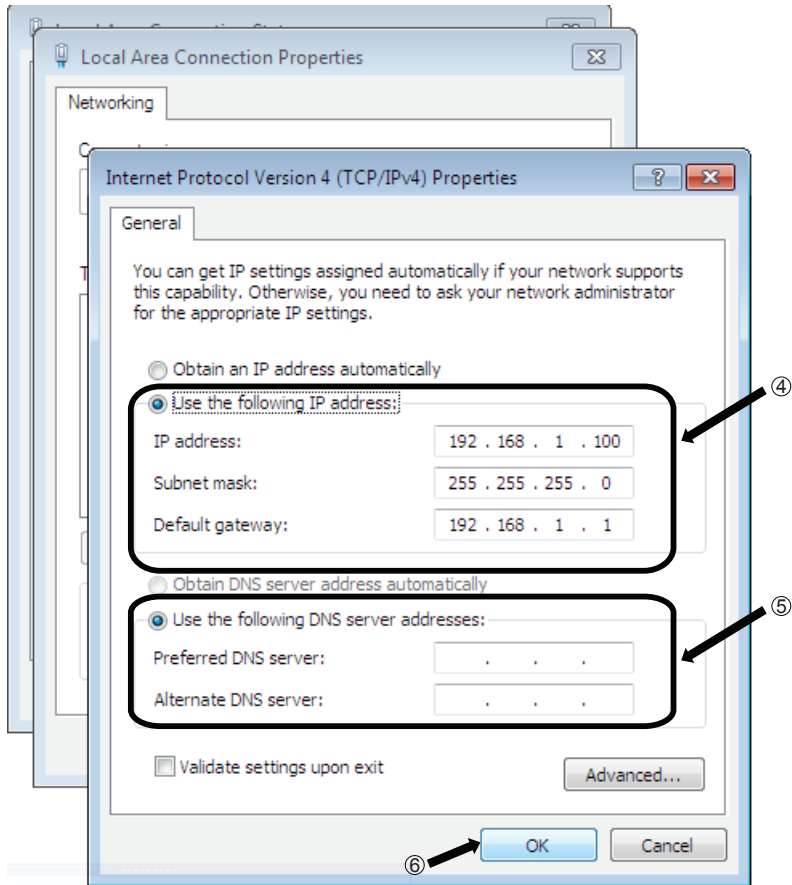 Local Area Connection Properties
Networking
Internet Protocol Version 4 (TCP/IPv4) Properties
General
You can get IP settings assigned automatically if your network supports
this capability. Otherwise, you need to ask your network administrator
for the appropriate IP settings.
Obtain an IP address automatically
④
Use the following IP address:
IP address: 192 . 168 . 1 . 100
Subnet mask: 255 . 255 . 255 . 0
Default gateway: 192 . 168 . 1 . 1
Obtain DNS server address automatically
⑤
Use the following DNS server addresses:
Preferred DNS server: . . .
Alternate DNS server: . . .
Validate settings upon exit
Advanced...
⑥
OK Cancel